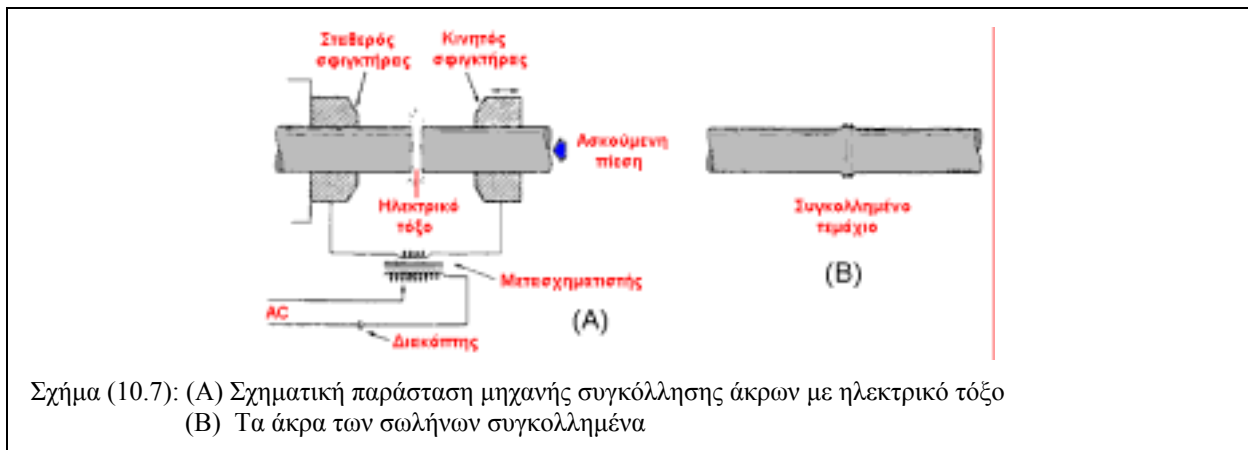 Σταθερός
σφιγκτήρας
Κινητός
σφιγκτήρας
Ασκούμενη
πίεση
Ηλεκτρικό
τόξο
Μετασχηματιστής
AC
Διακόπτης
(A)
Συγκολλημένο
τεμάχιο
(B)
Σχήμα (10.7): (Α) Σχηματική παράσταση μηχανής συγκόλλησης άκρων με ηλεκτρικό τόξο
(Β) Τα άκρα των σωλήνων συγκολλημένα